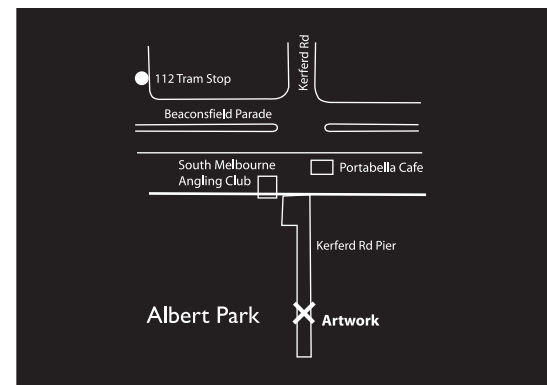 Kerferd Rd
112 Tram Stop
Beaconsfield Parade
South Melbourne
Angling Club
Portabella Cafe
Kerferd Rd Pier
Albert Park
Artwork